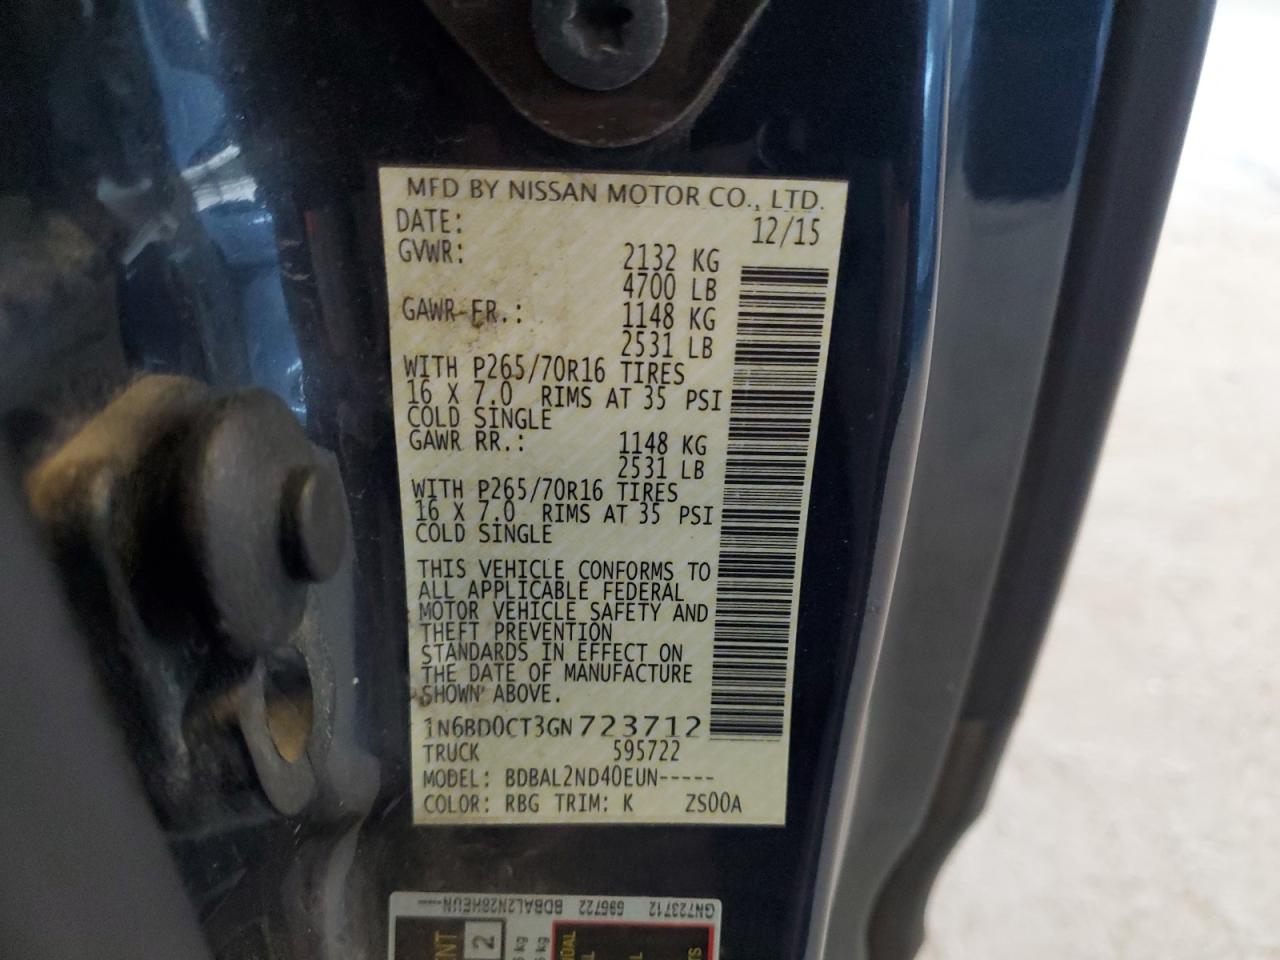 MFD BY NISSAN MOTOR CO., LTD.
DATE: 12/15
GVWR: 2132 KG
4700 LB
GAWR FR.: 1148 KG
2531 LB
WITH P265/70R16 TIRES
16 X 7.0 RIMS AT 35 PSI
COLD SINGLE
GAWR RR.: 1148 KG
2531 LB
WITH P265/70R16 TIRES
16 X 7.0 RIMS AT 35 PSI
COLD SINGLE
THIS VEHICLE CONFORMS TO
ALL APPLICABLE FEDERAL
MOTOR VEHICLE SAFETY AND
THEFT PREVENTION
STANDARDS IN EFFECT ON
THE DATE OF MANUFACTURE
SHOWN ABOVE.
1N6BD0CT3GN723712
TRUCK 595722
MODEL: BDBAL2ND40EUN-----
COLOR: RBG TRIM: K ZS00A
GN723712
2
kg
kg